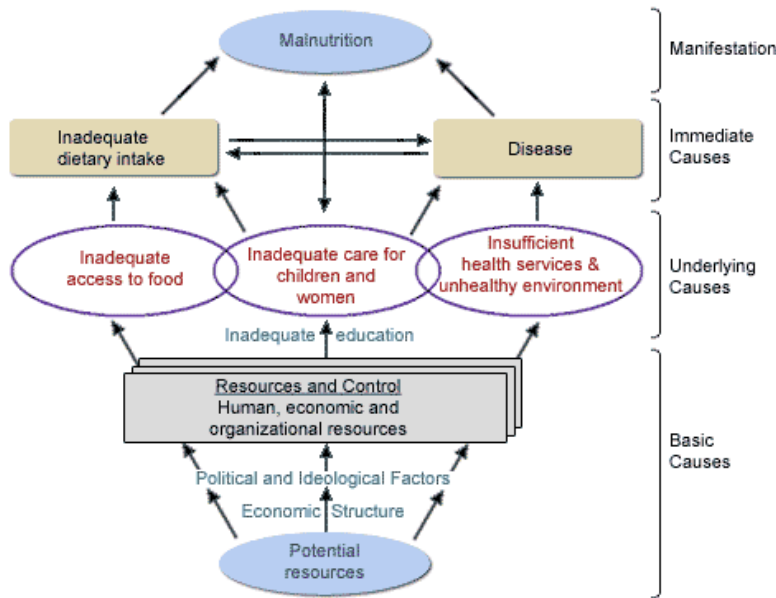 Malnutrition
Manifestation
Inadequate
dietary intake
Disease
Immediate
Causes
Inadequate
access to food
Inadequate care for
children and
women
Insufficient
health services &
unhealthy environment
Underlying
Causes
Inadequate education
Resources and Control
Human, economic and
organizational resources
Basic
Causes
Political and Ideological Factors
Economic Structure
Potential
resources